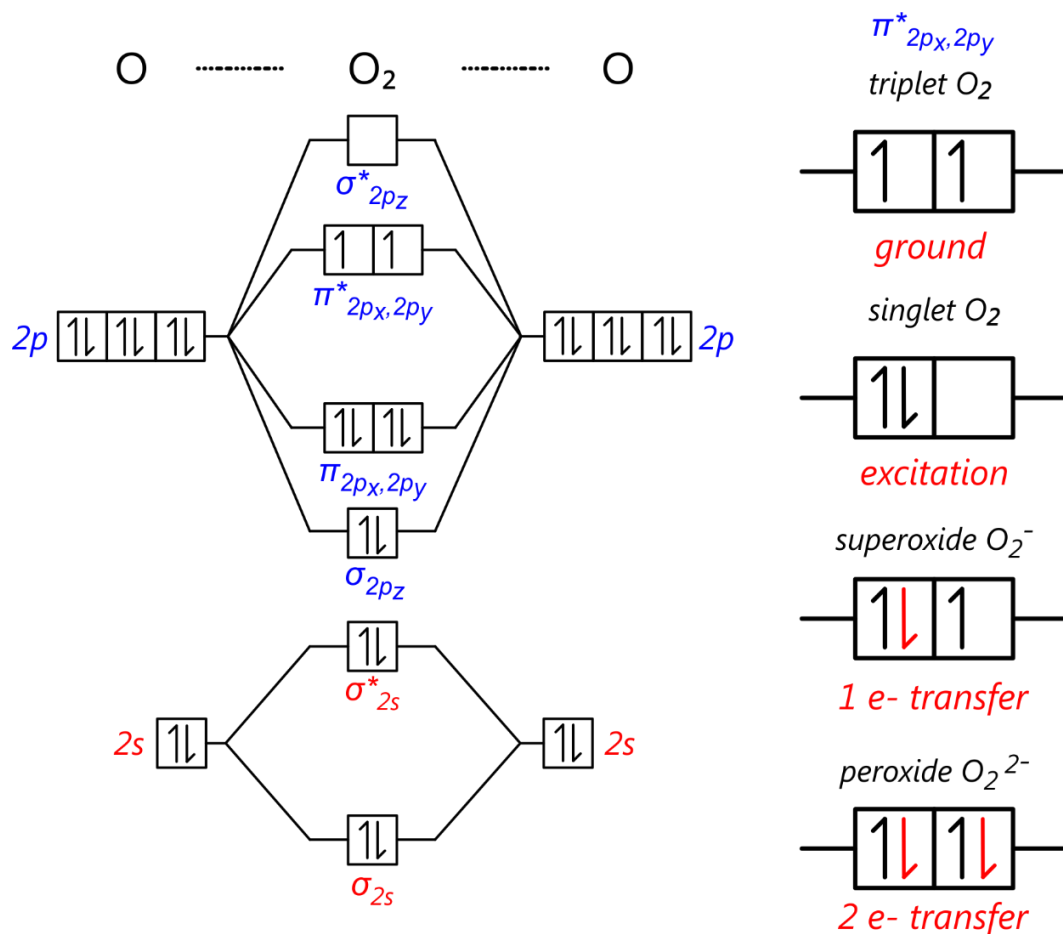 O O₂ O
σ*2pz
π*2px,2py
2p 2p
π2px,2py
σ2pz
σ*2s
2s 2s
σ2s
π*2px,2py
triplet O₂
ground
singlet O₂
excitation
superoxide O₂⁻
1 e- transfer
peroxide O₂²⁻
2 e- transfer